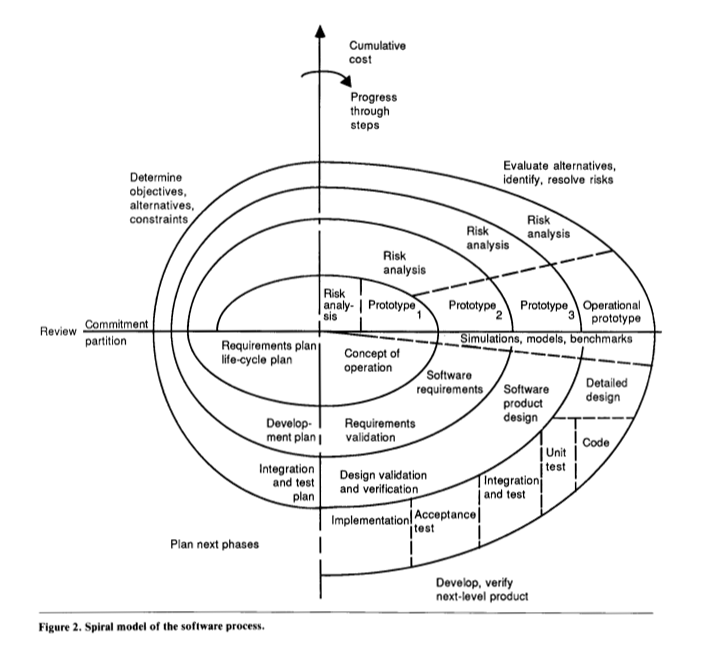 Cumulative
cost
Progress
through
steps
Evaluate alternatives,
identify, resolve risks
Determine
objectives,
alternatives,
constraints
Risk
analysis
Risk
analysis
Risk
analysis
Risk
analy-
sis
Prototype 1
Prototype 2
Prototype 3
Operational
prototype
Review
Commitment
partition
Simulations, models, benchmarks
Requirements plan
life-cycle plan
Concept of
operation
Software
requirements
Software
product
design
Detailed
design
Develop-
ment plan
Requirements
validation
Code
Unit
test
Integration
and test
plan
Design validation
and verification
Integration
and test
Acceptance
test
Implementation
Plan next phases
Develop, verify
next-level product
Figure 2. Spiral model of the software process.